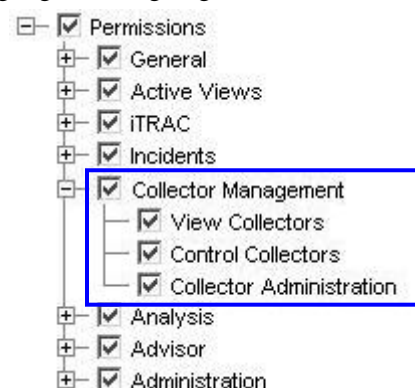 Permissions
General
Active Views
iTRAC
Incidents
Collector Management
View Collectors
Control Collectors
Collector Administration
Analysis
Advisor
Administration